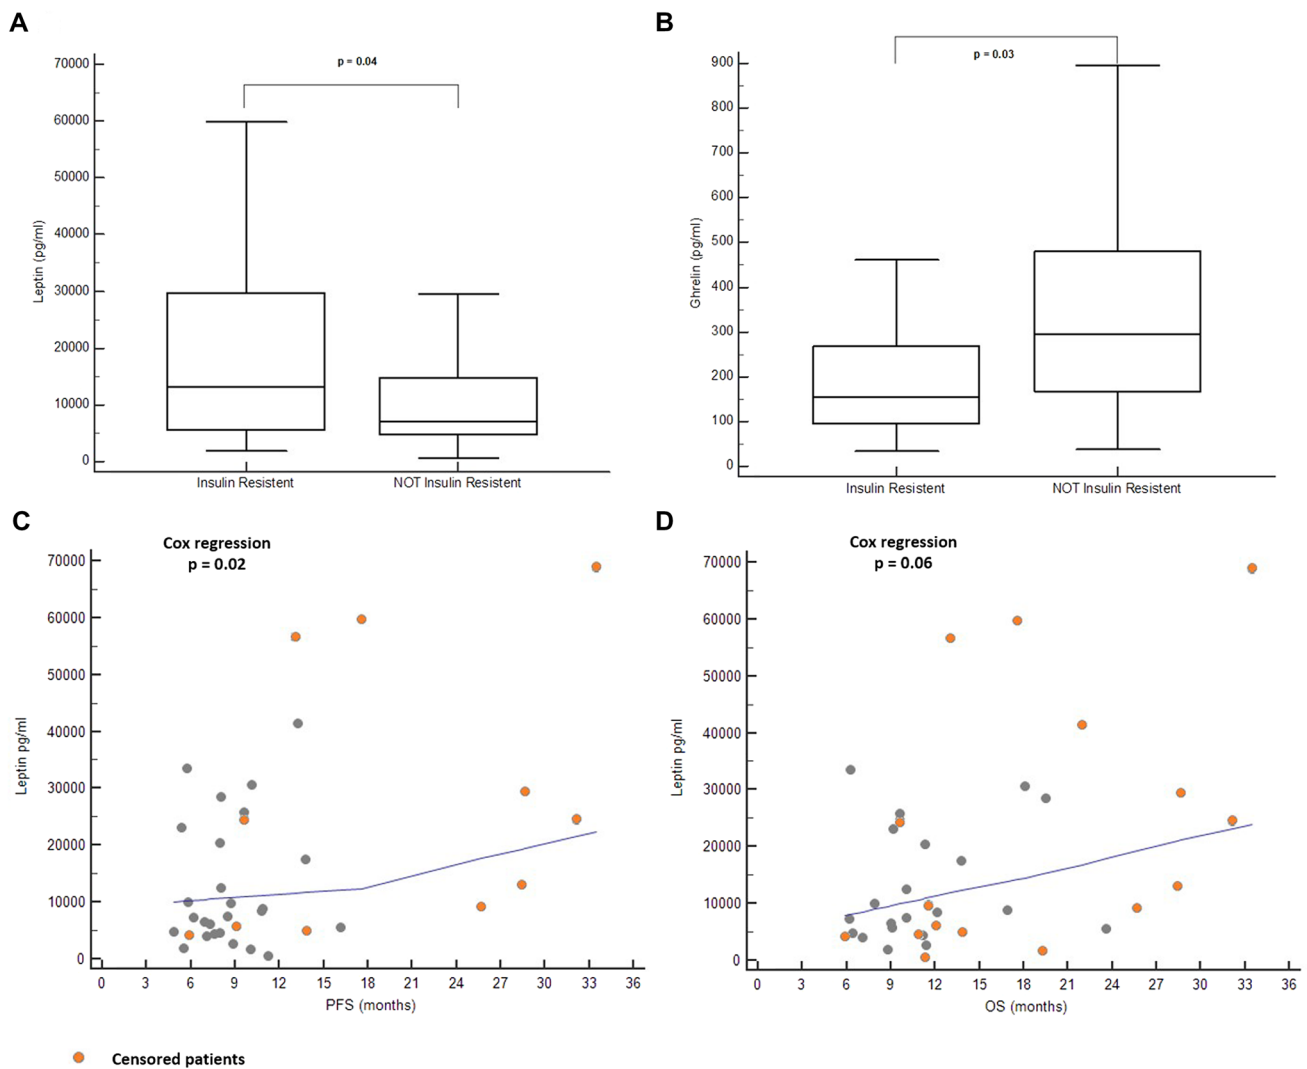 A
B
p = 0.04
p = 0.03
70000
60000
50000
40000
30000
20000
10000
0
Leptin (pg/ml)
Insulin Resistent
NOT Insulin Resistent
900
800
700
600
500
400
300
200
100
0
Ghrelin (pg/ml)
Insulin Resistent
NOT Insulin Resistent
C
D
Cox regression
p = 0.02
70000
60000
50000
40000
30000
20000
10000
0
Leptin pg/ml
0 3 6 9 12 15 18 21 24 27 30 33 36
PFS (months)
Cox regression
p = 0.06
70000
60000
50000
40000
30000
20000
10000
0
Leptin pg/ml
0 3 6 9 12 15 18 21 24 27 30 33 36
OS (months)
Censored patients